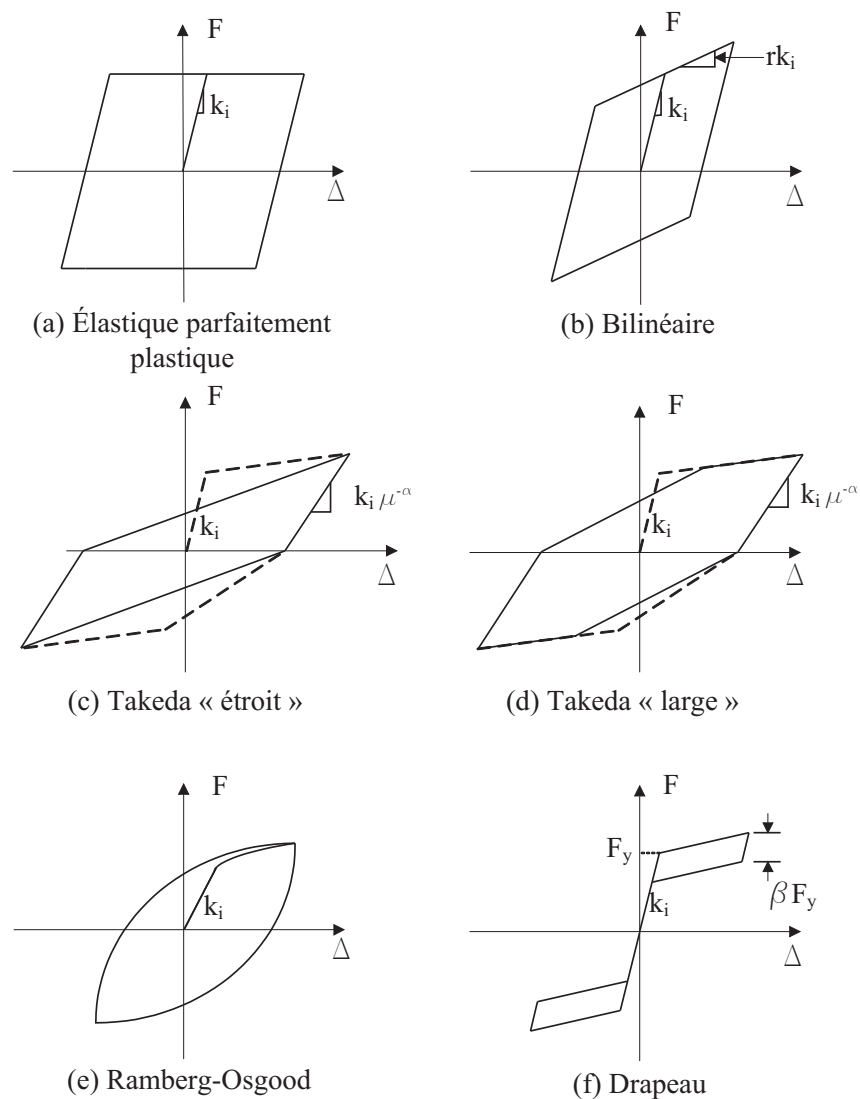 F
k_i
Δ
(a) Élastique parfaitement
plastique
F
rk_i
k_i
Δ
(b) Bilinéaire
F
k_i μ^-α
k_i
Δ
(c) Takeda « étroit »
F
k_i μ^-α
k_i
Δ
(d) Takeda « large »
F
k_i
Δ
(e) Ramberg-Osgood
F
F_y
βF_y
k_i
Δ
(f) Drapeau